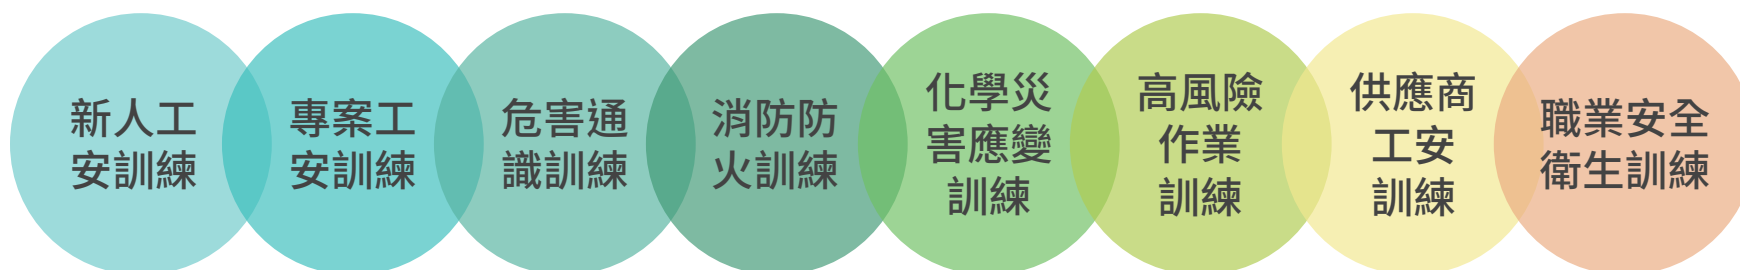 新人工
安訓練
專案工
安訓練
危害通
識訓練
消防防
火訓練
化學災
害應變
訓練
高風險
作業
訓練
供應商
工安
訓練
職業安全
衛生訓練